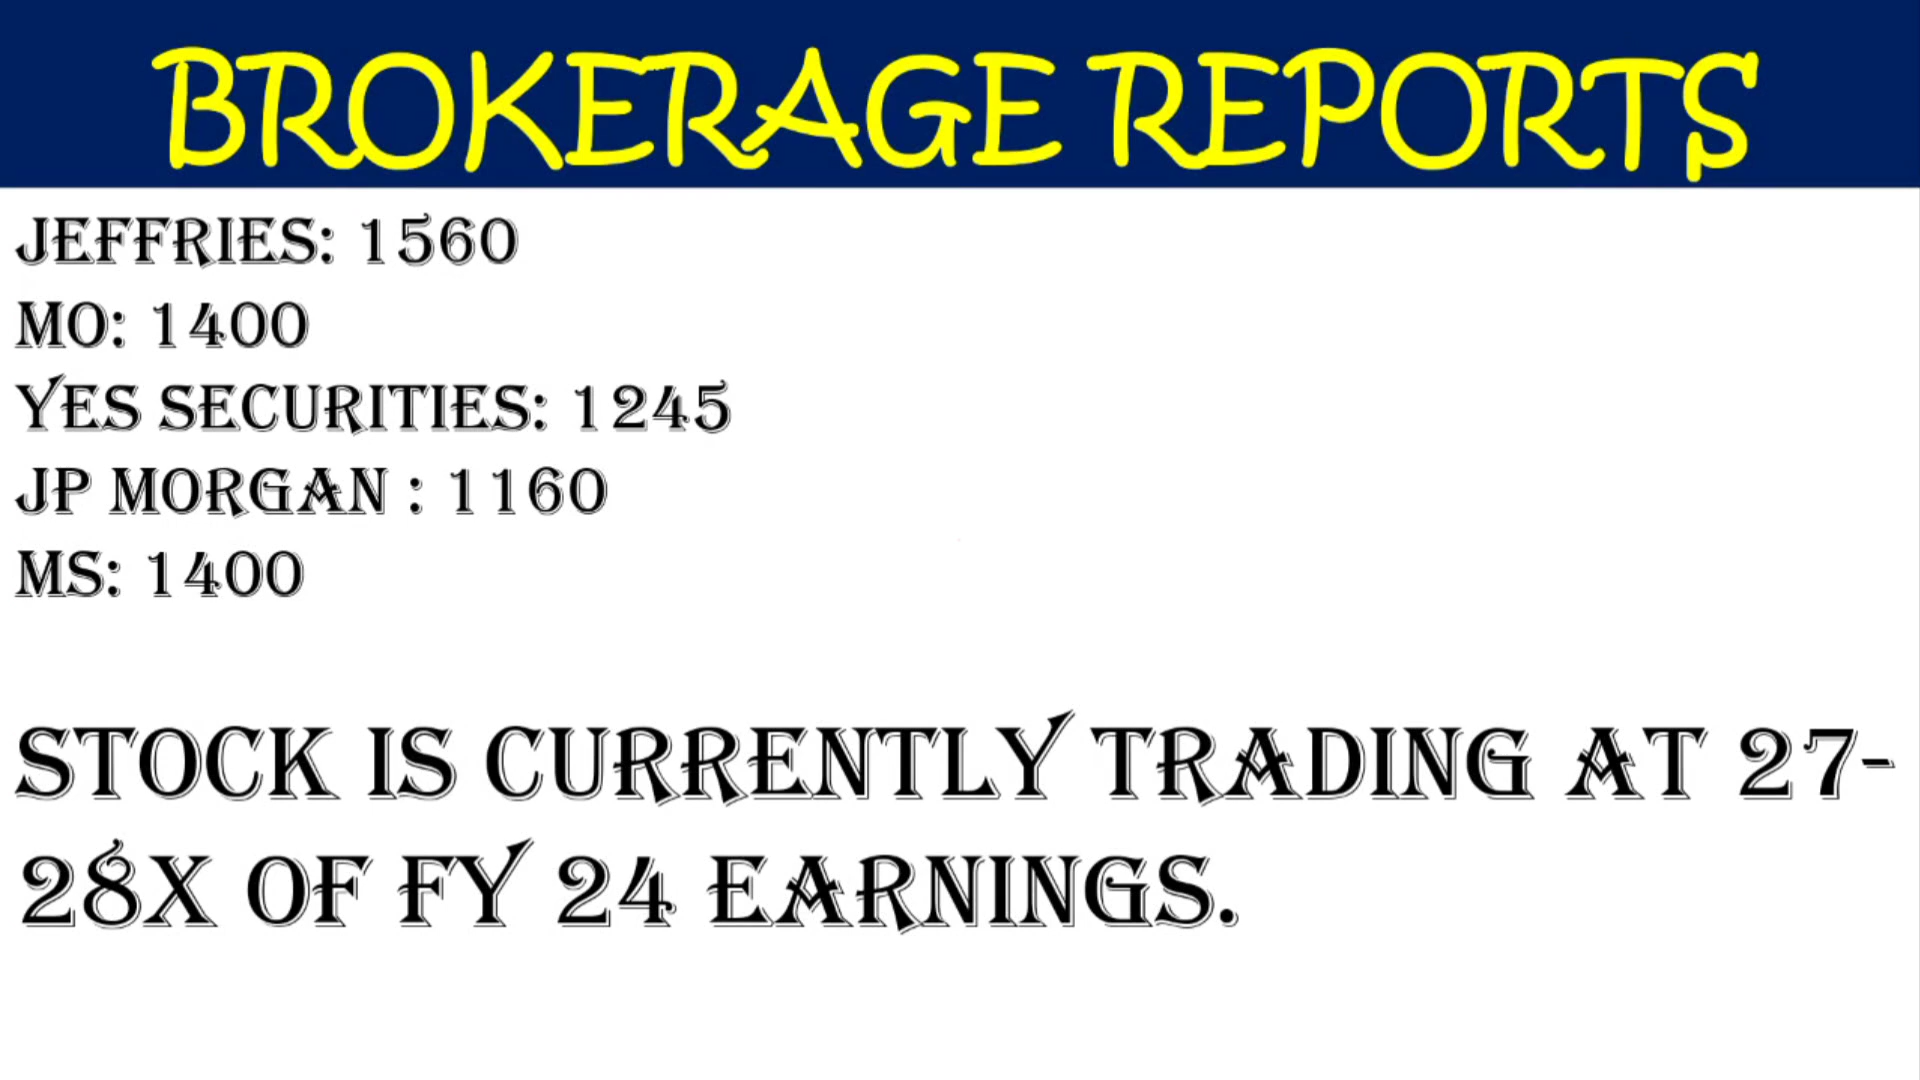 BROKERAGE REPORTS
JEFFRIES: 1560
MO: 1400
YES SECURITIES: 1245
JP MORGAN : 1160
MS: 1400
STOCK IS CURRENTLY TRADING AT 27-
28X OF FY 24 EARNINGS.